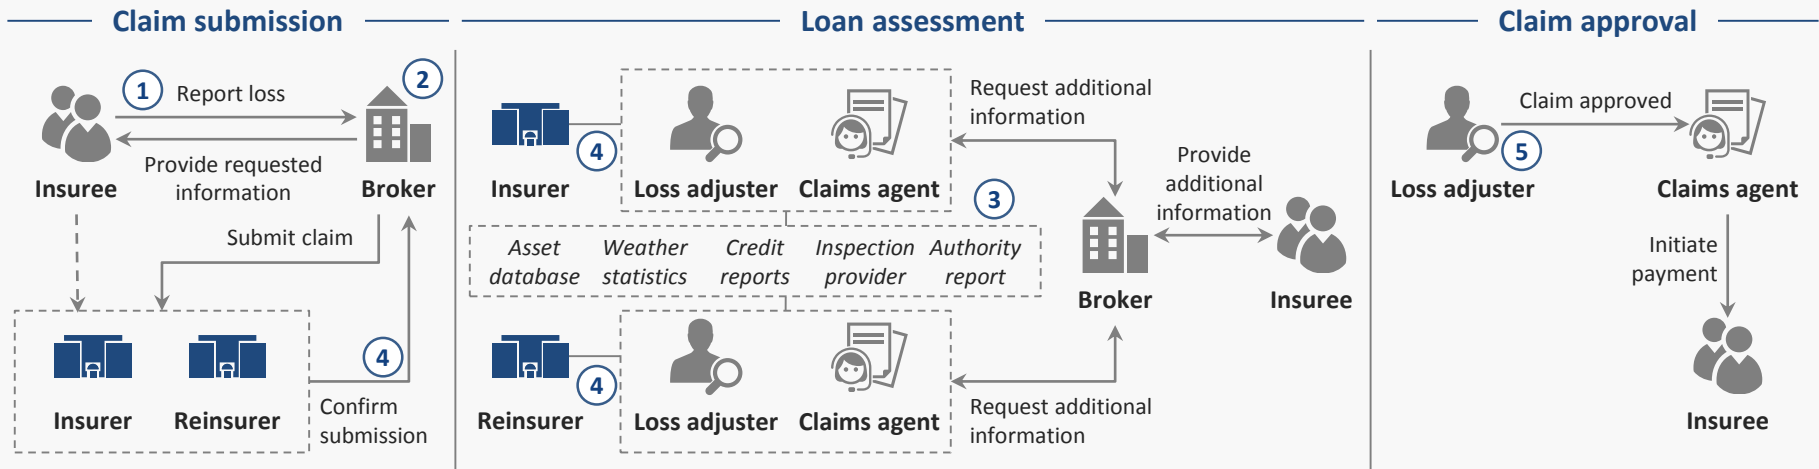 Claim submission
1
Report loss
2
Provide requested
information
Insuree
Broker
Submit claim
4
Insurer
Reinsurer
Confirm
submission
Loan assessment
Insurer
4
Loss adjuster
Claims agent
Request additional
information
3
Asset
database
Weather
statistics
Credit
reports
Inspection
provider
Authority
report
Provide
additional
information
Broker
Insuree
Reinsurer
4
Loss adjuster
Claims agent
Request additional
information
Claim approval
Claim approved
5
Loss adjuster
Claims agent
Initiate
payment
Insuree